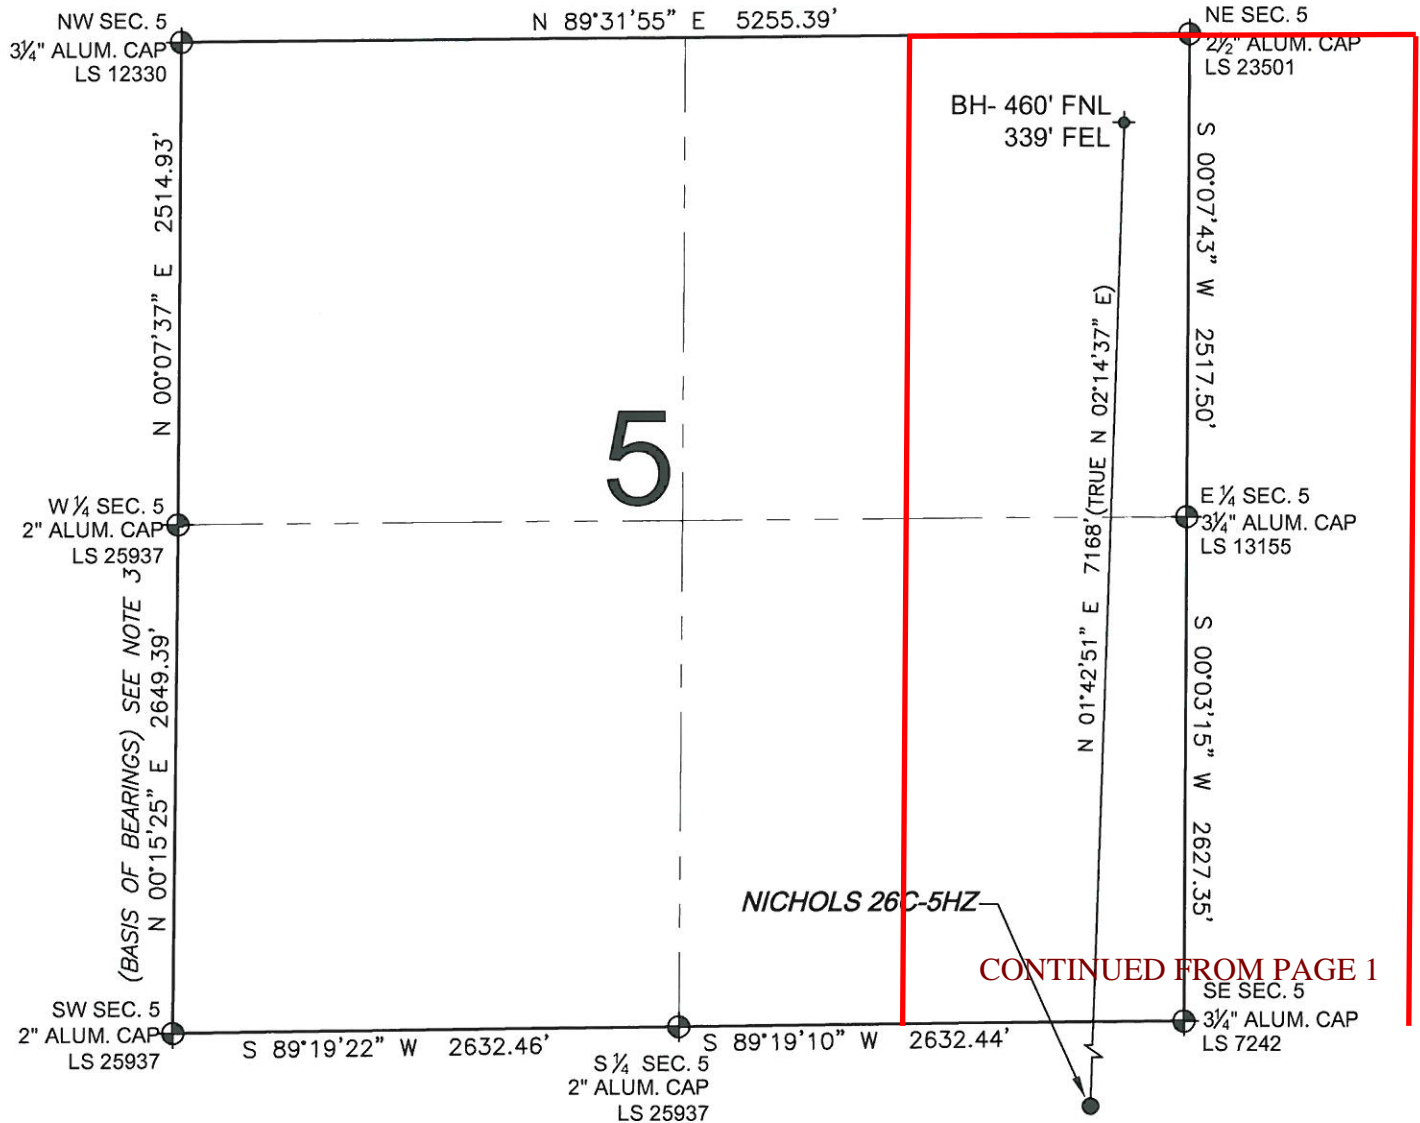 NW SEC. 5
3¼" ALUM. CAP
LS 12330
N 89°31'55" E 5255.39'
NE SEC. 5
2½" ALUM. CAP
LS 23501
BH- 460' FNL
339' FEL
N 00°07'37" E 2514.93'
S 00°07'43" W 2517.50'
N 01°42'51" E 7168' (TRUE N 02°14'37" E)
5
W ¼ SEC. 5
2" ALUM. CAP
LS 25937
E ¼ SEC. 5
3¼" ALUM. CAP
LS 13155
(BASIS OF BEARINGS) SEE NOTE 3
N 00°15'25" E 2649.39'
S 00°03'15" W 2627.35'
NICHOLS 26C-5HZ
CONTINUED FROM PAGE 1
SW SEC. 5
2" ALUM. CAP
LS 25937
S 89°19'22" W 2632.46'
S ¼ SEC. 5
2" ALUM. CAP
LS 25937
S 89°19'10" W 2632.44'
SE SEC. 5
3¼" ALUM. CAP
LS 7242